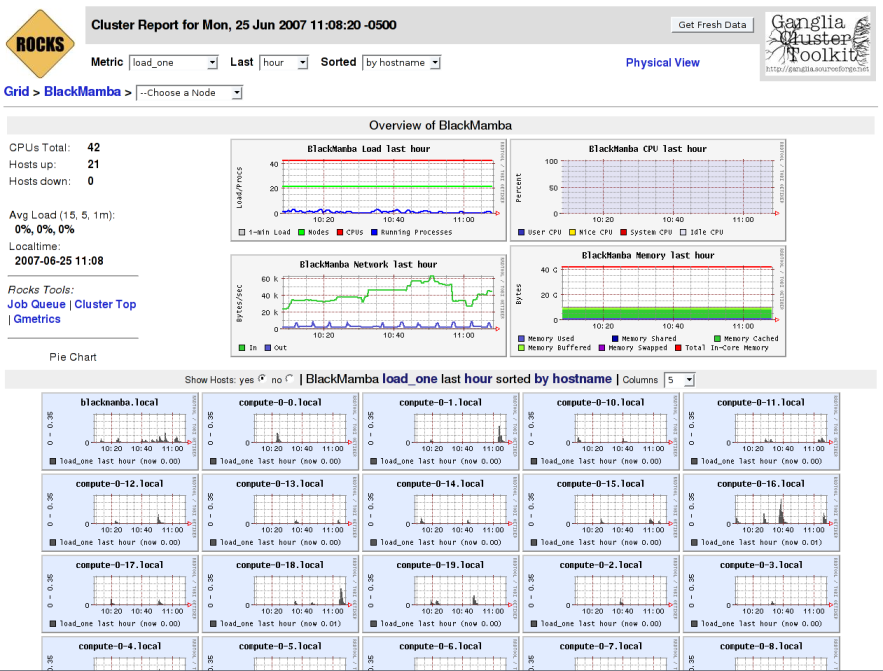 ROCKS
Cluster Report for Mon, 25 Jun 2007 11:08:20 -0500
Get Fresh Data
Ganglia
Cluster
Toolkit
http://ganglia.sourceforge.net
Metric load_one Last hour Sorted by hostname
Physical View
Grid > BlackMamba > --Choose a Node
Overview of BlackMamba
CPUs Total: 42
Hosts up: 21
Hosts down: 0
Avg Load (15, 5, 1m):
0%, 0%, 0%
Localtime:
2007-06-25 11:08
Rocks Tools:
Job Queue | Cluster Top
| Gmetrics
Pie Chart
BlackMamba Load last hour
Load/Procs
40
20
0
10:20 10:40 11:00
1-min Load Nodes CPUs Running Processes
BlackMamba CPU last hour
Percent
100
50
0
10:20 10:40 11:00
User CPU Nice CPU System CPU Idle CPU
BlackMamba Network last hour
Bytes/sec
60 k
40 k
20 k
0
10:20 10:40 11:00
In Out
BlackMamba Memory last hour
Bytes
40 G
20 G
0
10:20 10:40 11:00
Memory Used Memory Shared Memory Cached
Memory Buffered Memory Swapped Total In-Core Memory
Show Hosts: yes no | BlackMamba load_one last hour sorted by hostname | Columns 5
blackmamba.local
0 - 0.35
0
10:20 10:40 11:00
load_one last hour (now 0.00)
compute-0-0.local
0 - 0.35
0
10:20 10:40 11:00
load_one last hour (now 0.00)
compute-0-1.local
0 - 0.35
0
10:20 10:40 11:00
load_one last hour (now 0.00)
compute-0-10.local
0 - 0.35
0
10:20 10:40 11:00
load_one last hour (now 0.00)
compute-0-11.local
0 - 0.35
0
10:20 10:40 11:00
load_one last hour (now 0.00)
compute-0-12.local
0 - 0.35
0
10:20 10:40 11:00
load_one last hour (now 0.00)
compute-0-13.local
0 - 0.35
0
10:20 10:40 11:00
load_one last hour (now 0.00)
compute-0-14.local
0 - 0.35
0
10:20 10:40 11:00
load_one last hour (now 0.00)
compute-0-15.local
0 - 0.35
0
10:20 10:40 11:00
load_one last hour (now 0.00)
compute-0-16.local
0 - 0.35
0
10:20 10:40 11:00
load_one last hour (now 0.01)
compute-0-17.local
0 - 0.35
0
10:20 10:40 11:00
load_one last hour (now 0.00)
compute-0-18.local
0 - 0.35
0
10:20 10:40 11:00
load_one last hour (now 0.01)
compute-0-19.local
0 - 0.35
0
10:20 10:40 11:00
load_one last hour (now 0.00)
compute-0-2.local
0 - 0.35
0
10:20 10:40 11:00
load_one last hour (now 0.00)
compute-0-3.local
0 - 0.35
0
10:20 10:40 11:00
load_one last hour (now 0.00)
compute-0-4.local
compute-0-5.local
compute-0-6.local
compute-0-7.local
compute-0-8.local